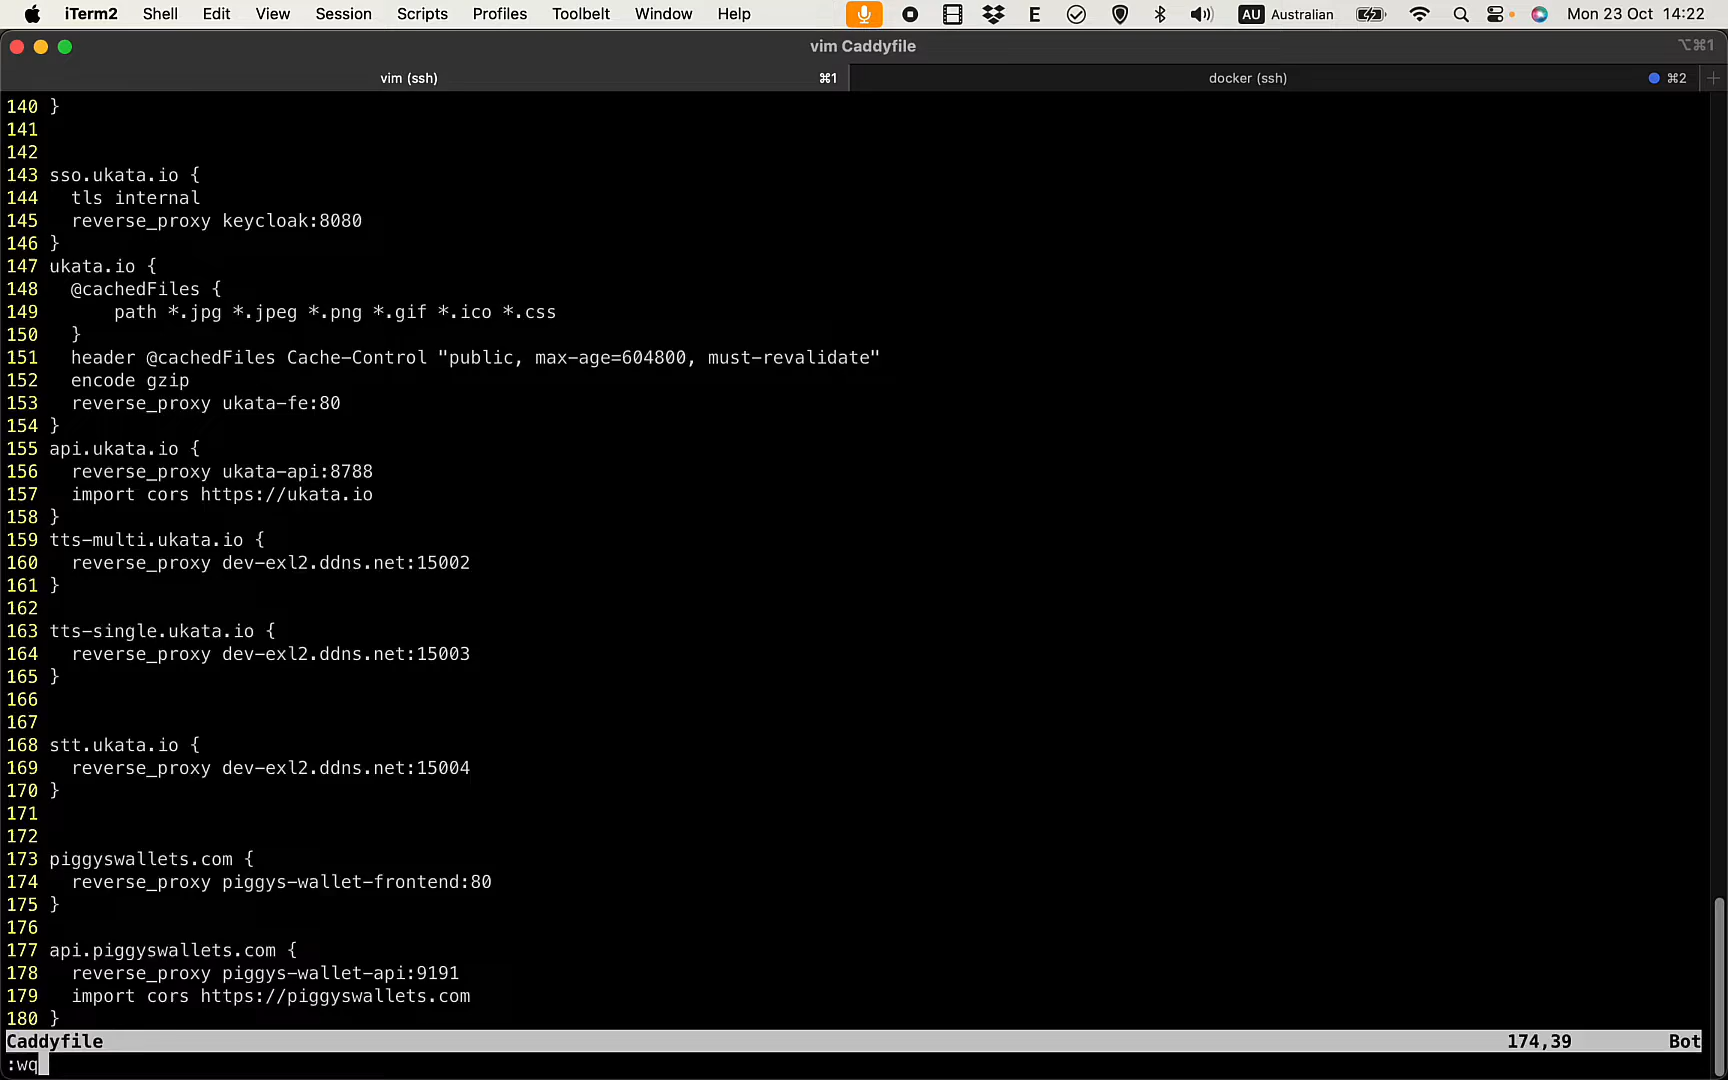 iTerm2 Shell Edit View Session Scripts Profiles Toolbelt Window Help E AU Australian Mon 23 Oct 14:22
vim Caddyfile ⌥⌘1
vim (ssh) ⌘1 docker (ssh) ⌘2
140 }
141
142
143 sso.ukata.io {
144   tls internal
145   reverse_proxy keycloak:8080
146 }
147 ukata.io {
148   @cachedFiles {
149       path *.jpg *.jpeg *.png *.gif *.ico *.css
150   }
151   header @cachedFiles Cache-Control "public, max-age=604800, must-revalidate"
152   encode gzip
153   reverse_proxy ukata-fe:80
154 }
155 api.ukata.io {
156   reverse_proxy ukata-api:8788
157   import cors https://ukata.io
158 }
159 tts-multi.ukata.io {
160   reverse_proxy dev-exl2.ddns.net:15002
161 }
162
163 tts-single.ukata.io {
164   reverse_proxy dev-exl2.ddns.net:15003
165 }
166
167
168 stt.ukata.io {
169   reverse_proxy dev-exl2.ddns.net:15004
170 }
171
172
173 piggyswallets.com {
174   reverse_proxy piggys-wallet-frontend:80
175 }
176
177 api.piggyswallets.com {
178   reverse_proxy piggys-wallet-api:9191
179   import cors https://piggyswallets.com
180 }
Caddyfile 174,39 Bot
:wq